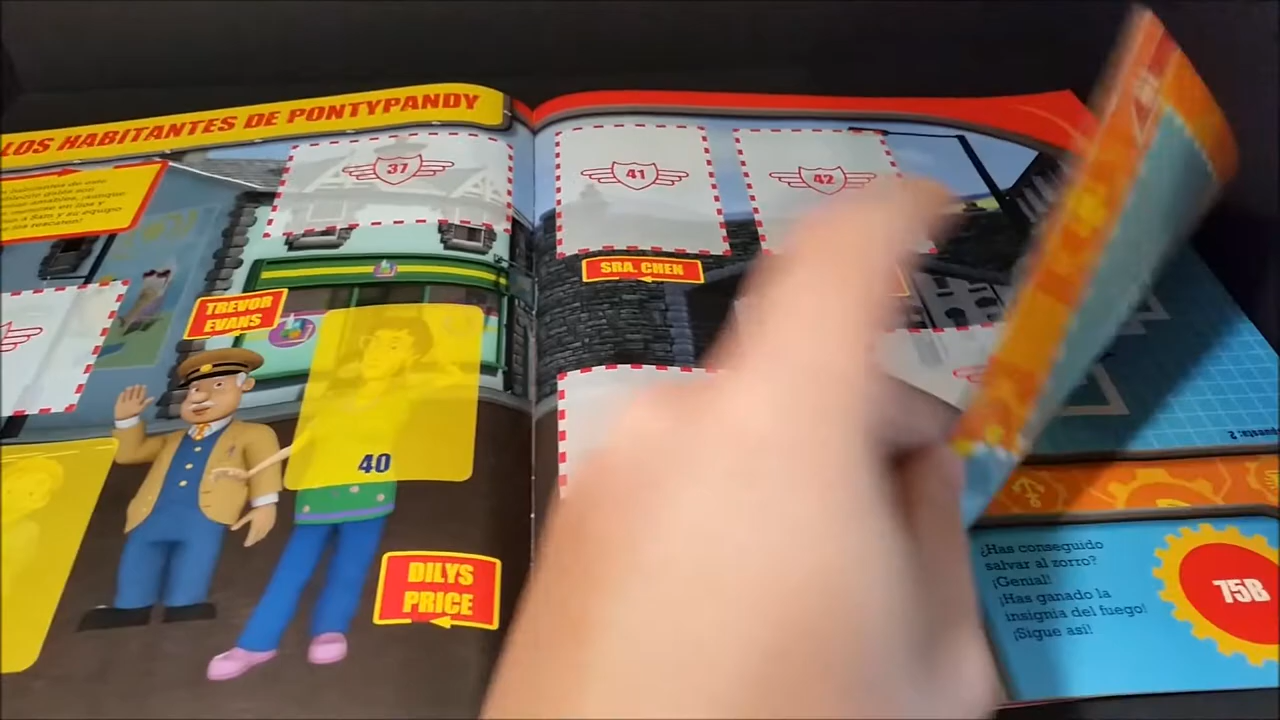 LOS HABITANTES DE PONTYPANDY
37
TREVOR
EVANS
40
DILYS
PRICE
41
42
SRA. CHEN
¿Has conseguido
salvar al zorro?
¡Genial!
¡Has ganado la
insignia del fuego!
¡Sigue así!
75B